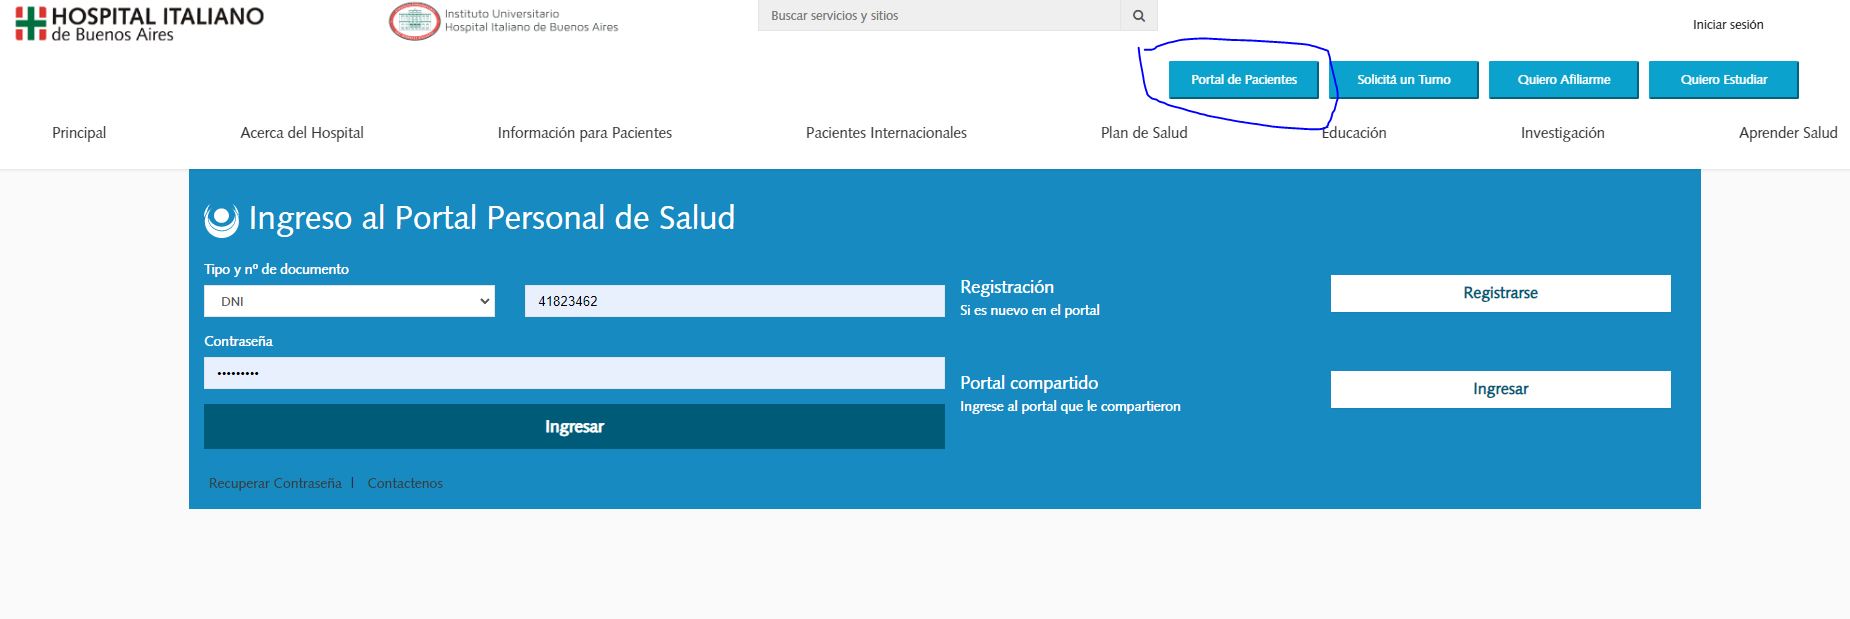 HOSPITAL ITALIANO
de Buenos Aires
Instituto Universitario
Hospital Italiano de Buenos Aires
Buscar servicios y sitios
Iniciar sesión
Portal de Pacientes
Solicitá un Turno
Quiero Afiliarme
Quiero Estudiar
Principal
Acerca del Hospital
Información para Pacientes
Pacientes Internacionales
Plan de Salud
Educación
Investigación
Aprender Salud
Ingreso al Portal Personal de Salud
Tipo y nº de documento
DNI
41823462
Contraseña
•••••••••
Ingresar
Recuperar Contraseña |
Contactenos
Registración
Si es nuevo en el portal
Registrarse
Portal compartido
Ingrese al portal que le compartieron
Ingresar